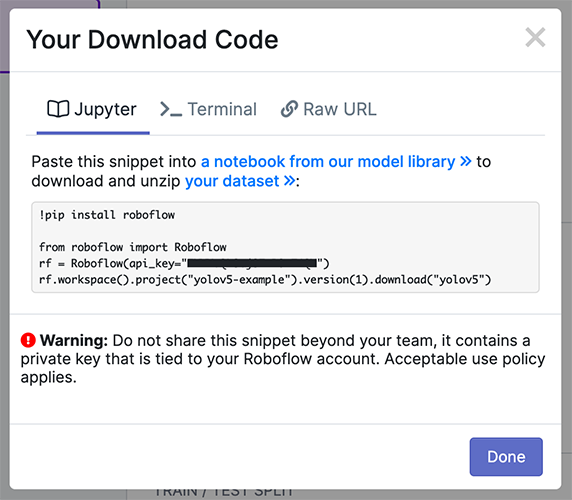 Your Download Code
Jupyter
Terminal
Raw URL
Paste this snippet into a notebook from our model library » to
download and unzip your dataset »:
!pip install roboflow
from roboflow import Roboflow
rf = Roboflow(api_key="")
rf.workspace().project("yolov5-example").version(1).download("yolov5")
Warning: Do not share this snippet beyond your team, it contains a
private key that is tied to your Roboflow account. Acceptable use policy
applies.
Done
TRAIN / TEST SPLIT